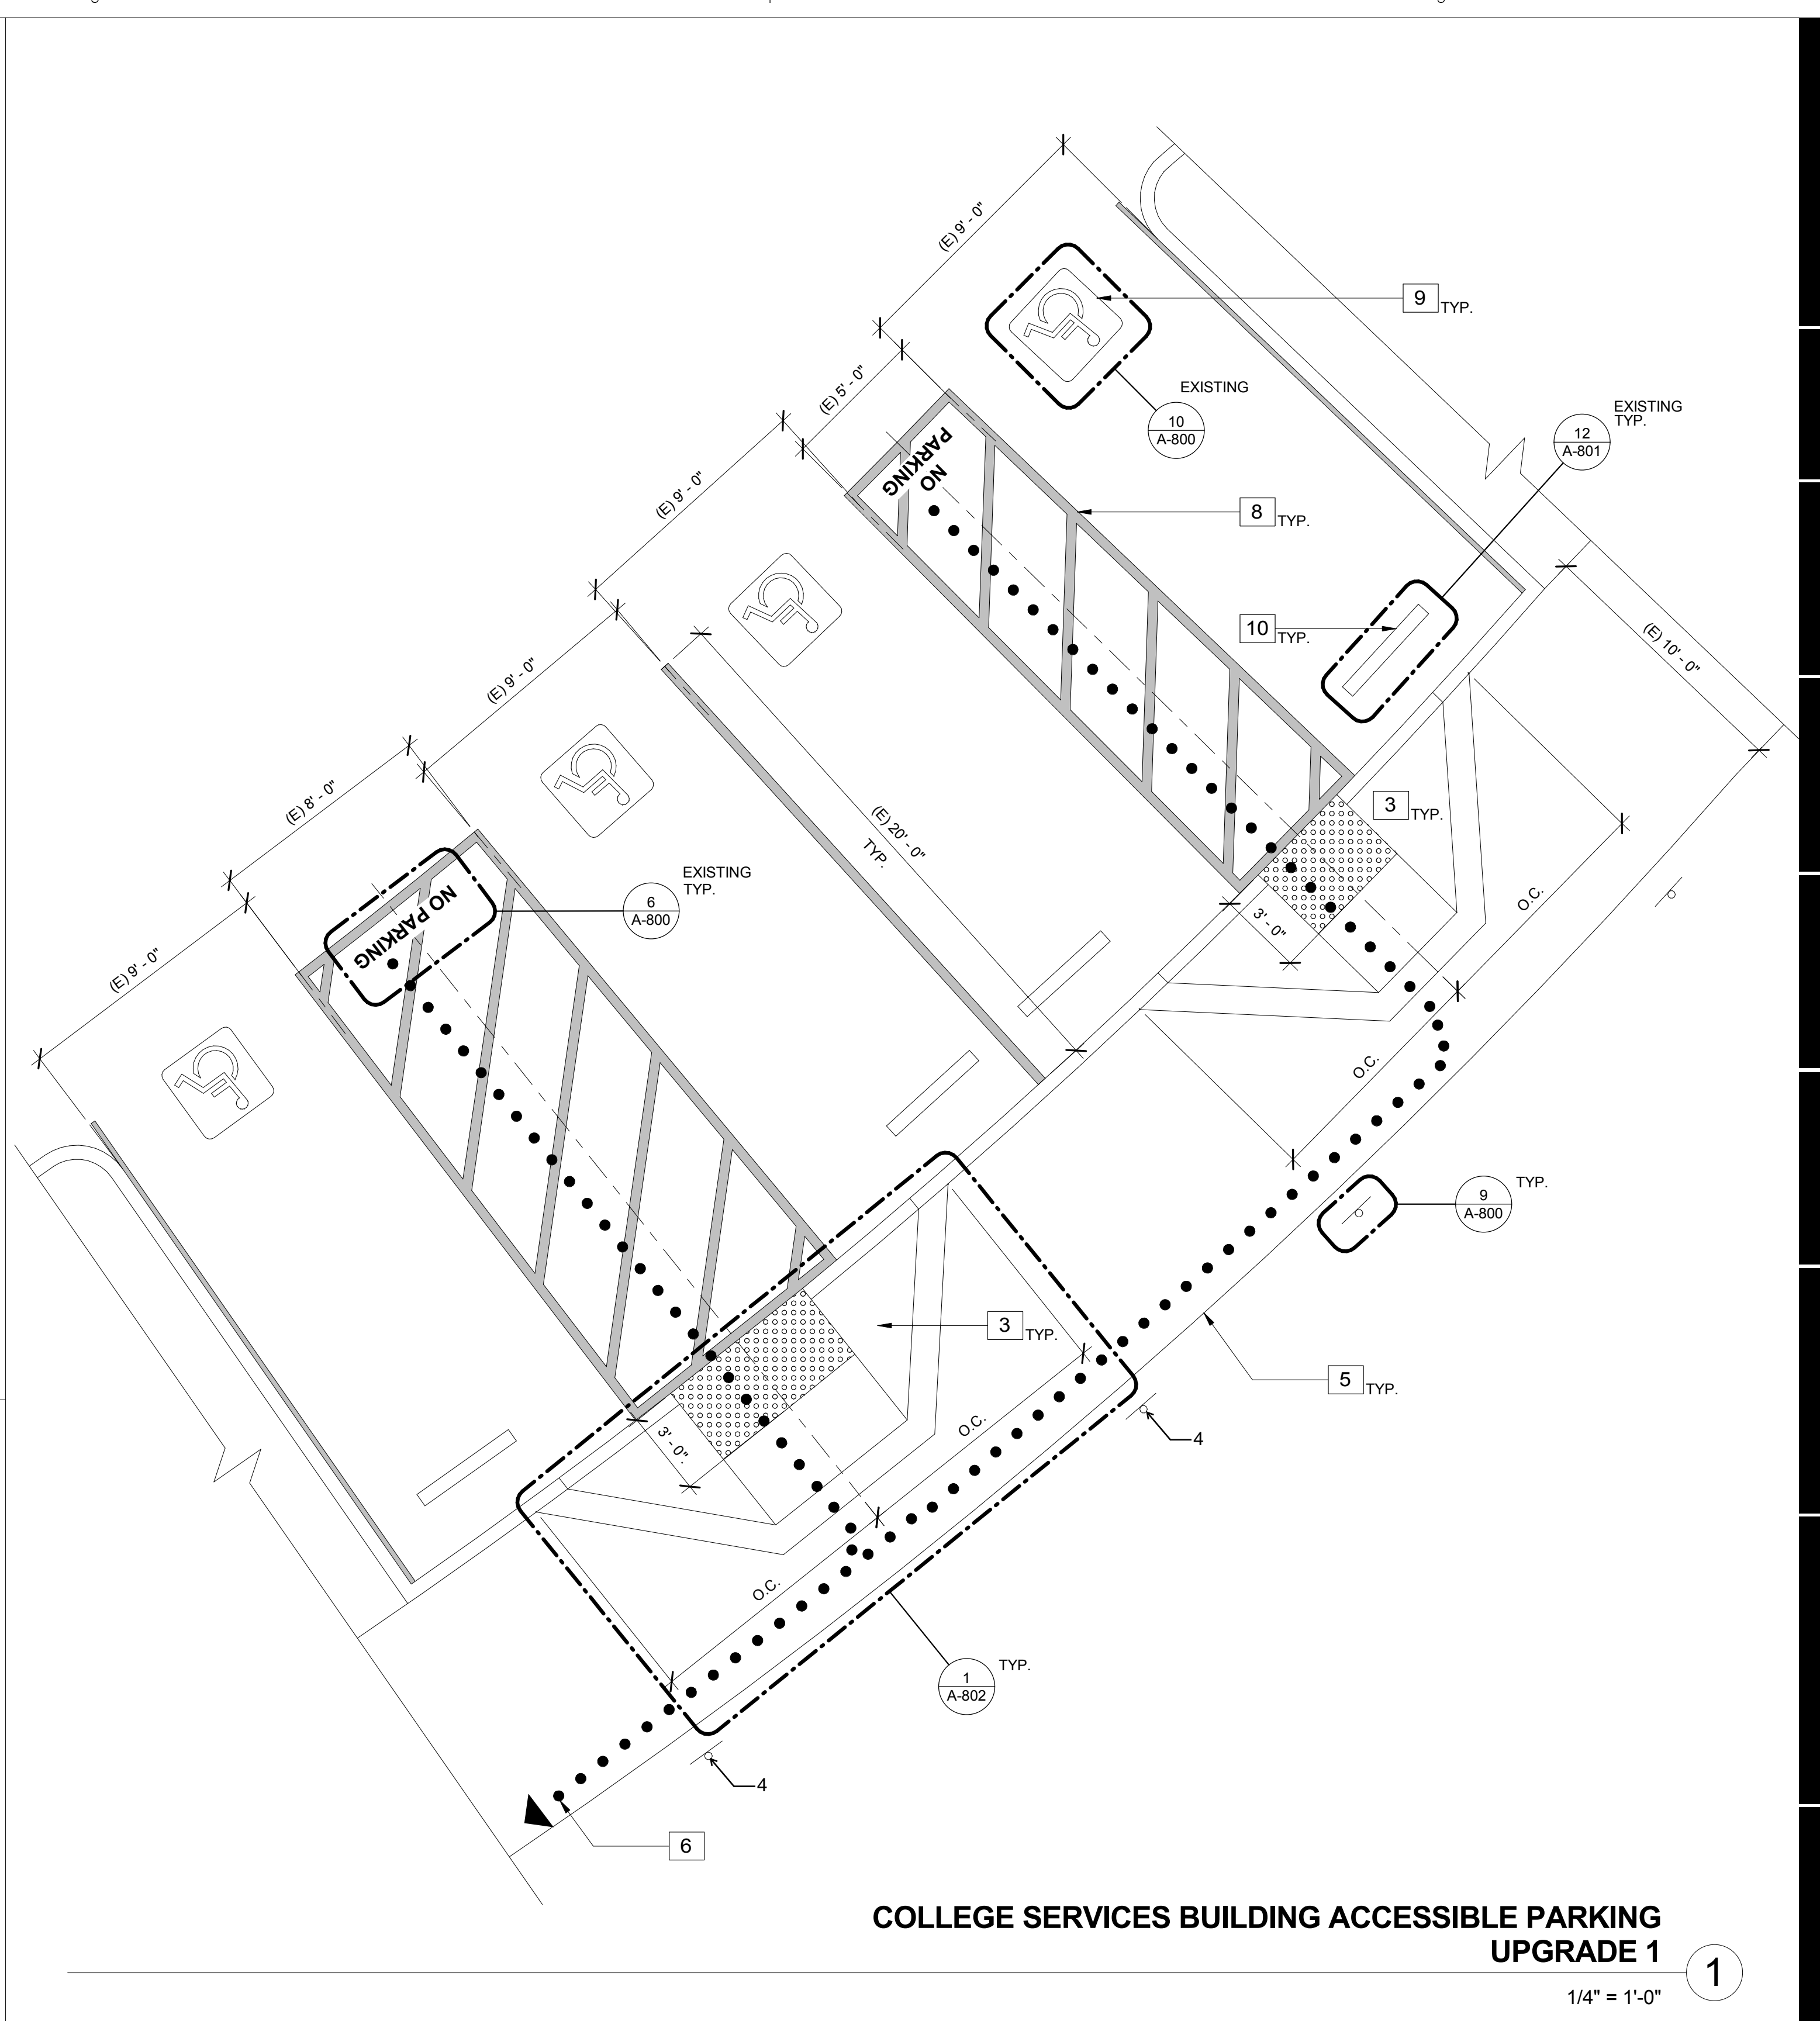 (E) 9' - 0"
9
TYP.
(E) 5' - 0"
EXISTING
10
A-800
EXISTING
TYP.
12
A-801
NO
PARKING
(E) 9' - 0"
8
TYP.
10
TYP.
(E) 10' - 0"
(E) 9' - 0"
(E) 8' - 0"
(E) 20' - 0"
TYP.
3
TYP.
EXISTING
TYP.
6
A-800
NO PARKING
(E) 9' - 0"
3' - 0"
O.C.
O.C.
TYP.
9
A-800
3
TYP.
5
TYP.
3' - 0"
O.C.
4
O.C.
TYP.
1
A-802
4
6
COLLEGE SERVICES BUILDING ACCESSIBLE PARKING
UPGRADE 1
1
1/4" = 1'-0"